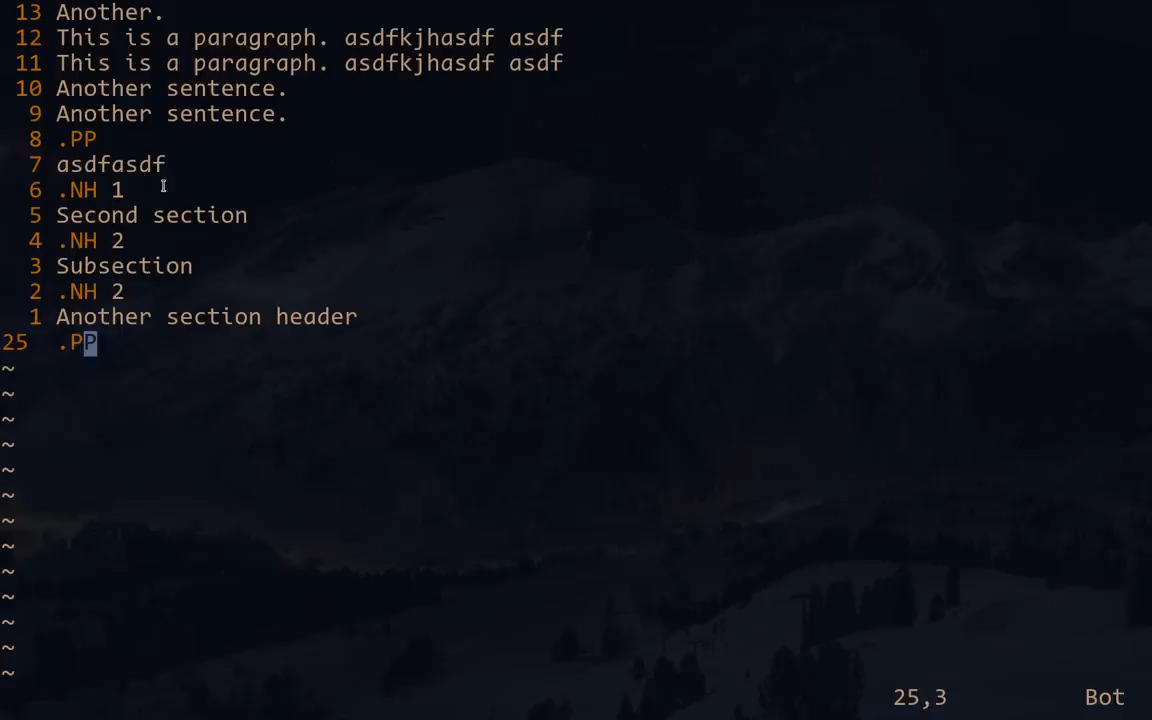 13 Another.
12 This is a paragraph. asdfkjhasdf asdf
11 This is a paragraph. asdfkjhasdf asdf
10 Another sentence.
9 Another sentence.
8 .PP
7 asdfasdf
6 .NH 1
5 Second section
4 .NH 2
3 Subsection
2 .NH 2
1 Another section header
25 .PP
~
~
~
~
~
~
~
~
~
~
~
~
~
25,3 Bot